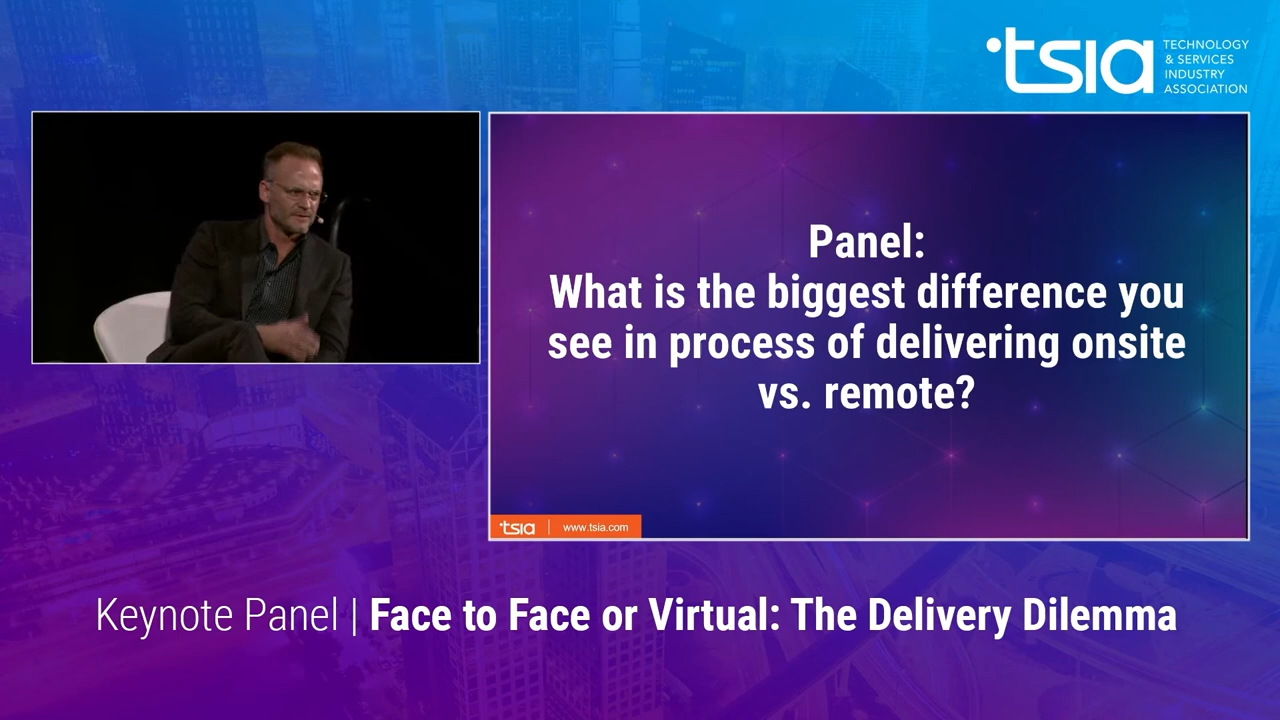 tsia TECHNOLOGY
& SERVICES
INDUSTRY
ASSOCIATION
Panel:
What is the biggest difference you
see in process of delivering onsite
vs. remote?
tsia | www.tsia.com
Keynote Panel | Face to Face or Virtual: The Delivery Dilemma